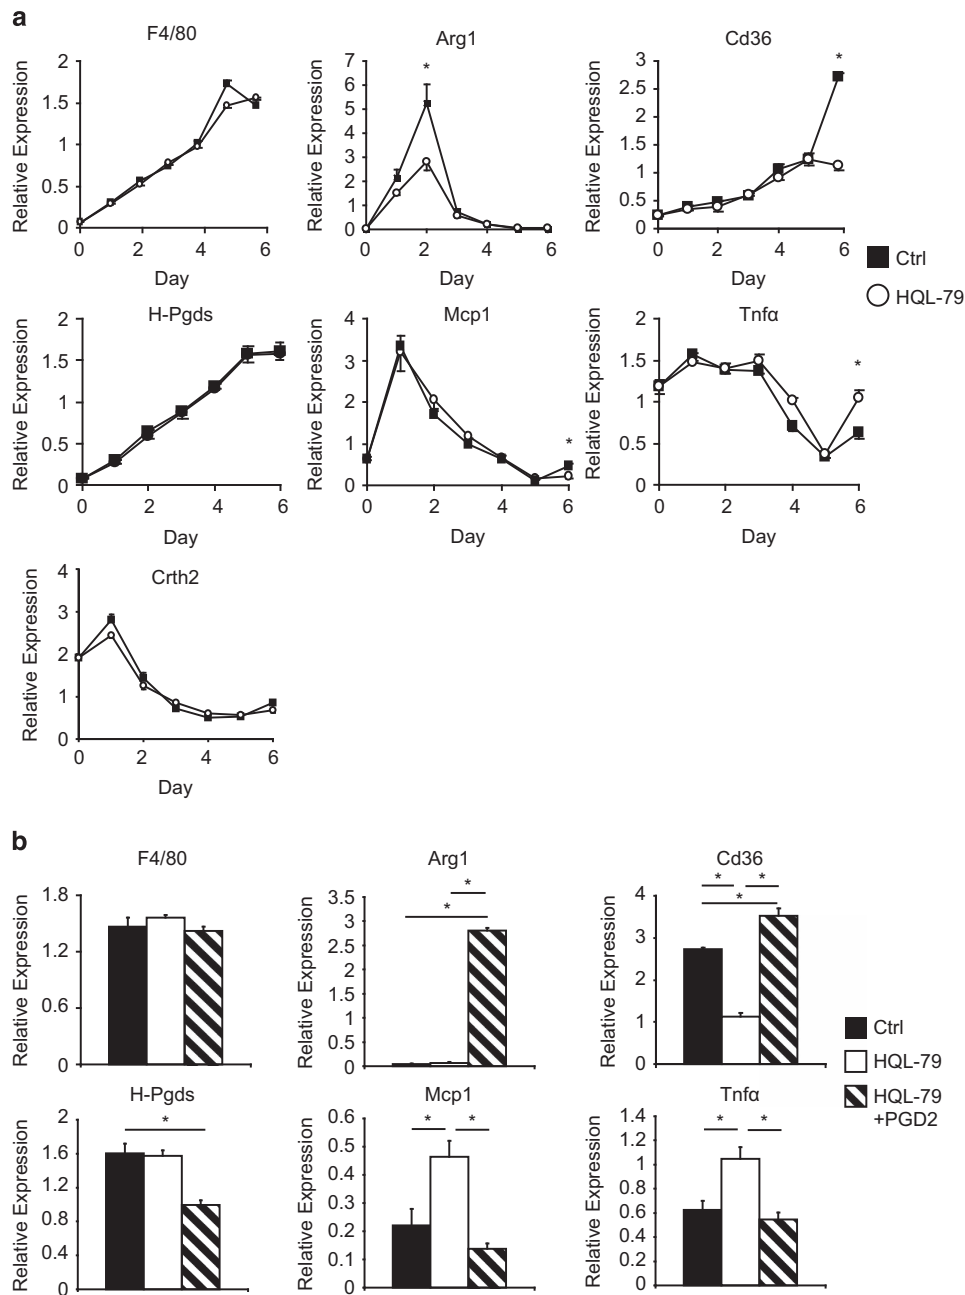 a
F4/80
Relative Expression
2
1.5
1
0.5
0
0 2 4 6
Day
Arg1
Relative Expression
7
6
5
4
3
2
1
0
*
0 2 4 6
Day
Cd36
Relative Expression
3
2.5
2
1.5
1
0.5
0
*
0 2 4 6
Day
Ctrl
HQL-79
H-Pgds
Relative Expression
2
1.5
1
0.5
0
0 2 4 6
Day
Mcp1
Relative Expression
4
3
2
1
0
*
0 2 4 6
Day
Tnfα
Relative Expression
2
1.5
1
0.5
0
*
0 2 4 6
Day
Crth2
Relative Expression
4
3
2
1
0
0 2 4 6
Day
b
F4/80
Relative Expression
1.8
1.2
0.6
0
Arg1
Relative Expression
3.5
3
2.5
2
1.5
1
0.5
0
*
*
Cd36
Relative Expression
4
3
2
1
0
* *
*
Ctrl
HQL-79
HQL-79
+PGD2
H-Pgds
Relative Expression
2
1.6
1.2
0.8
0.4
0
*
Mcp1
Relative Expression
0.6
0.5
0.4
0.3
0.2
0.1
0
* *
Tnfα
Relative Expression
1.4
1.2
1
0.8
0.6
0.4
0.2
0
* *